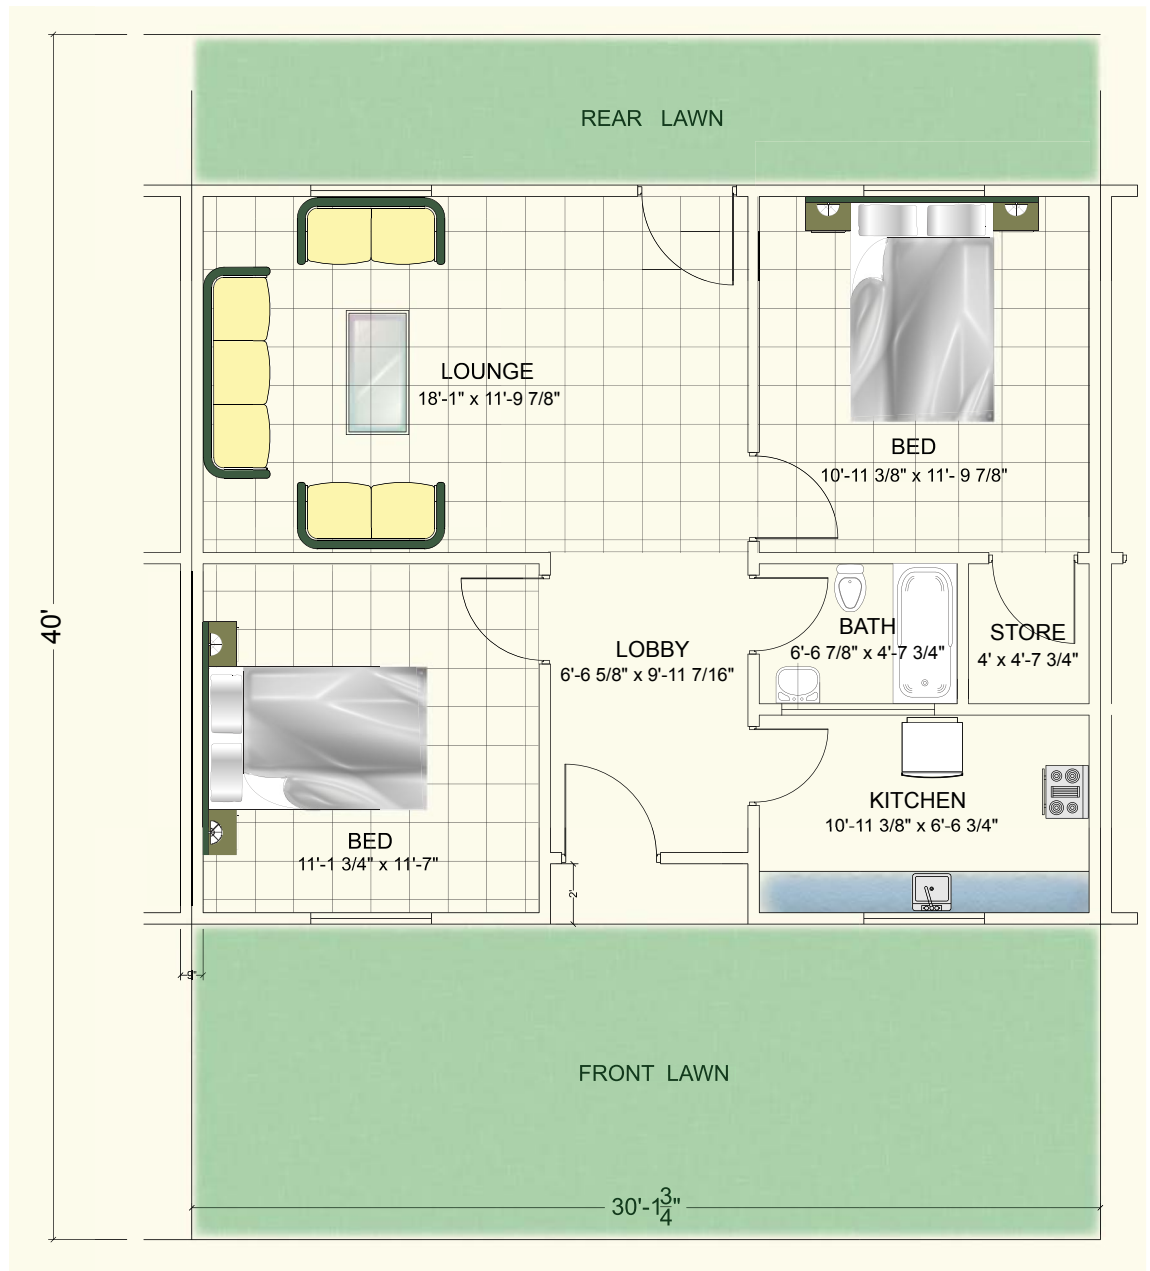 REAR LAWN
LOUNGE
18'-1" x 11'-9 7/8"
BED
10'-11 3/8" x 11'- 9 7/8"
40'
LOBBY
6'-6 5/8" x 9'-11 7/16"
BATH
6'-6 7/8" x 4'-7 3/4"
STORE
4' x 4'-7 3/4"
KITCHEN
10'-11 3/8" x 6'-6 3/4"
BED
11'-1 3/4" x 11'-7"
2'
9"
FRONT LAWN
30'-1 3/4"